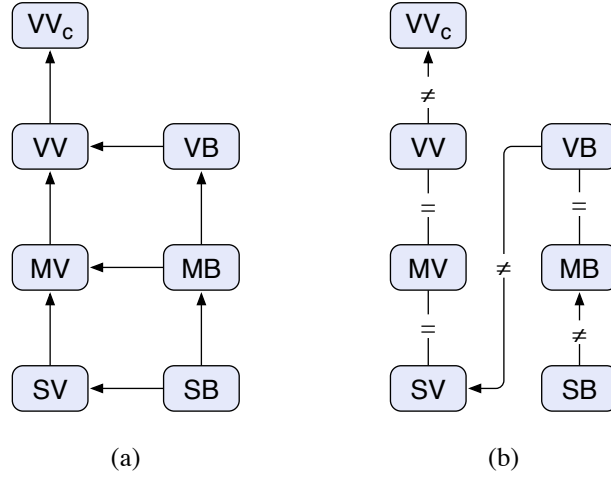 VVc VVc
≠
VV VB VV VB
= =
MV MB MV ≠ MB
= ≠
SV SB SV SB
(a) (b)